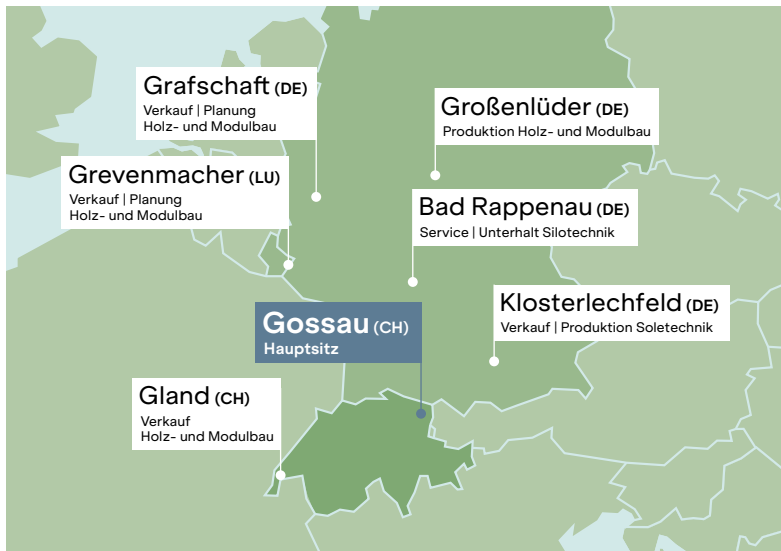 Grafschaft (DE)
Verkauf | Planung
Holz- und Modulbau
Großenlüder (DE)
Produktion Holz- und Modulbau
Grevenmacher (LU)
Verkauf | Planung
Holz- und Modulbau
Bad Rappenau (DE)
Service | Unterhalt Silotechnik
Gossau (CH)
Hauptsitz
Klosterlechfeld (DE)
Verkauf | Produktion Soletechnik
Gland (CH)
Verkauf
Holz- und Modulbau